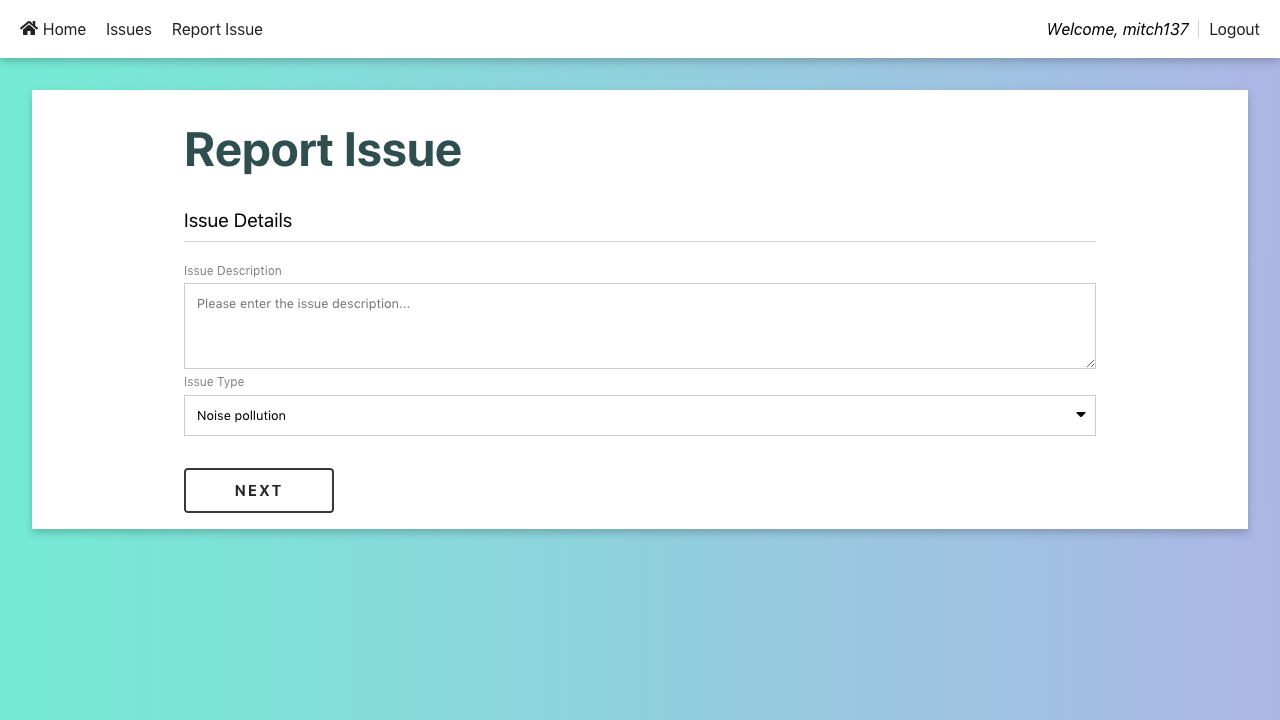 Home Issues Report Issue Welcome, mitch137 Logout
Report Issue
Issue Details
Issue Description
Please enter the issue description...
Issue Type
Noise pollution
NEXT